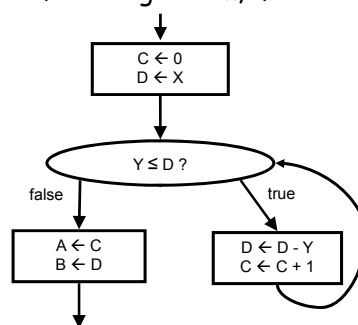 C ← 0
D ← X
Y ≤ D ?
false
true
A ← C
B ← D
D ← D - Y
C ← C + 1